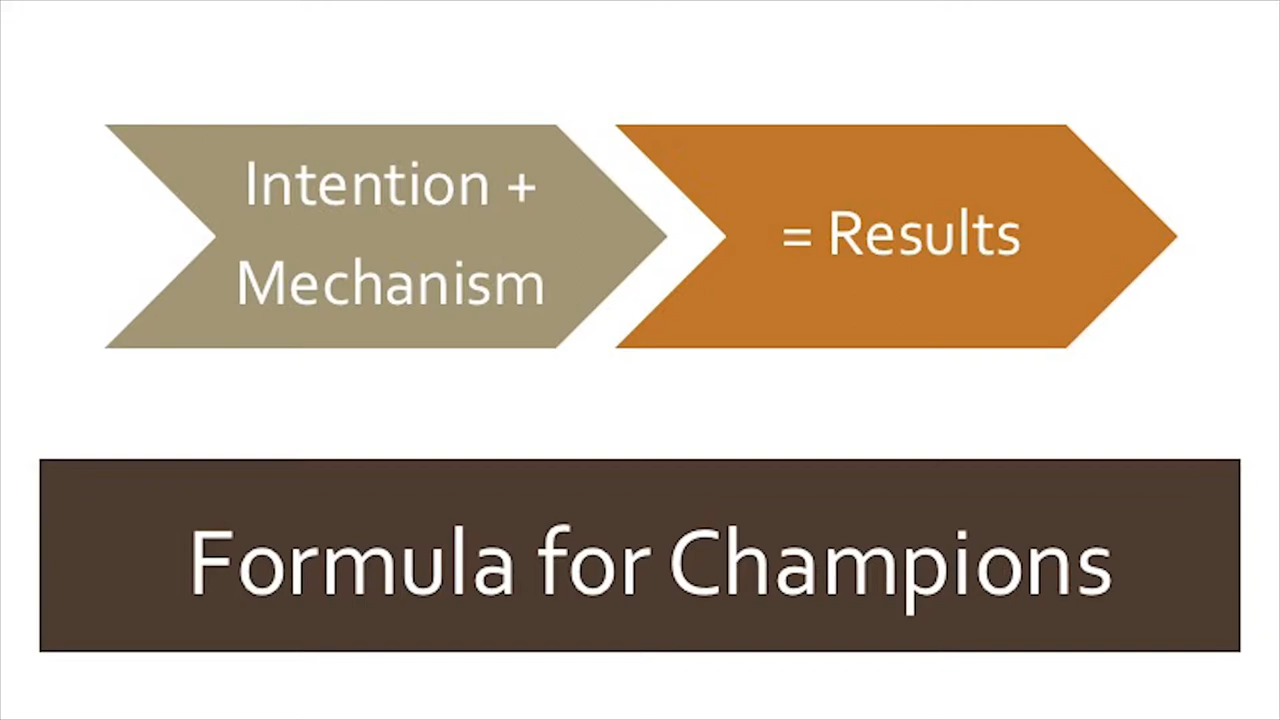 Intention +
Mechanism
= Results
Formula for Champions